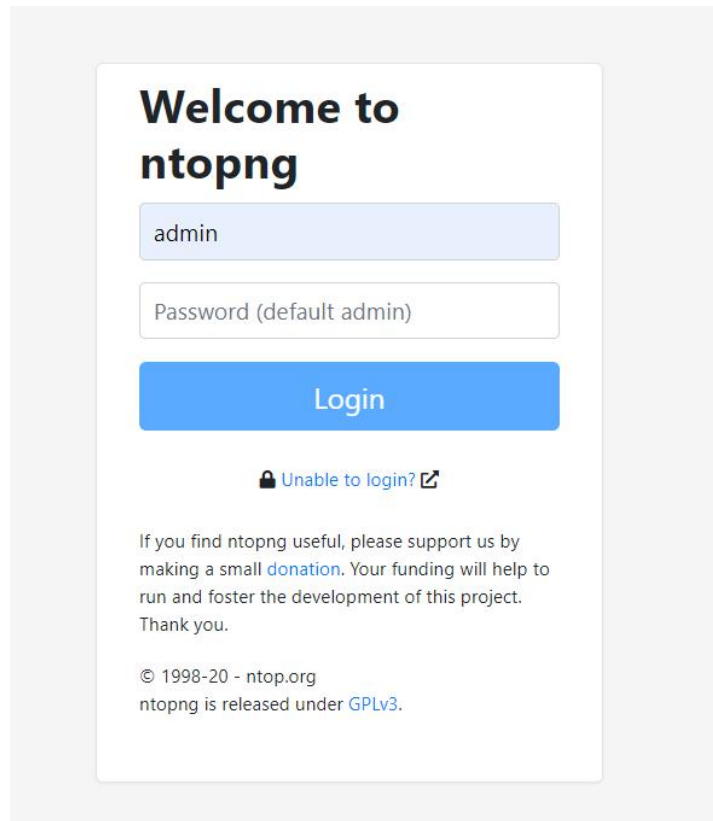 Welcome to
ntopng
admin
Password (default admin)
Login
Unable to login?
If you find ntopng useful, please support us by
making a small donation. Your funding will help to
run and foster the development of this project.
Thank you.
© 1998-20 - ntop.org
ntopng is released under GPLv3.